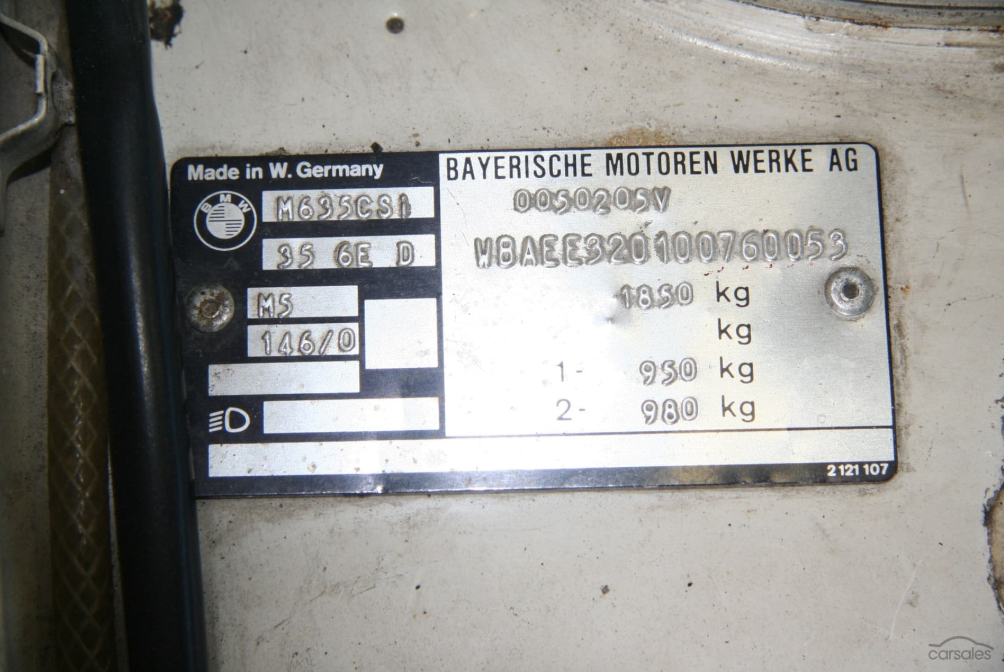 Made in W. Germany
BMW
M635CSI
35 6E D
M5
146/0
BAYERISCHE MOTOREN WERKE AG
0050205V
WBAEE320100760053
1850 kg
kg
1- 950 kg
2- 980 kg
2 121 107
carsales